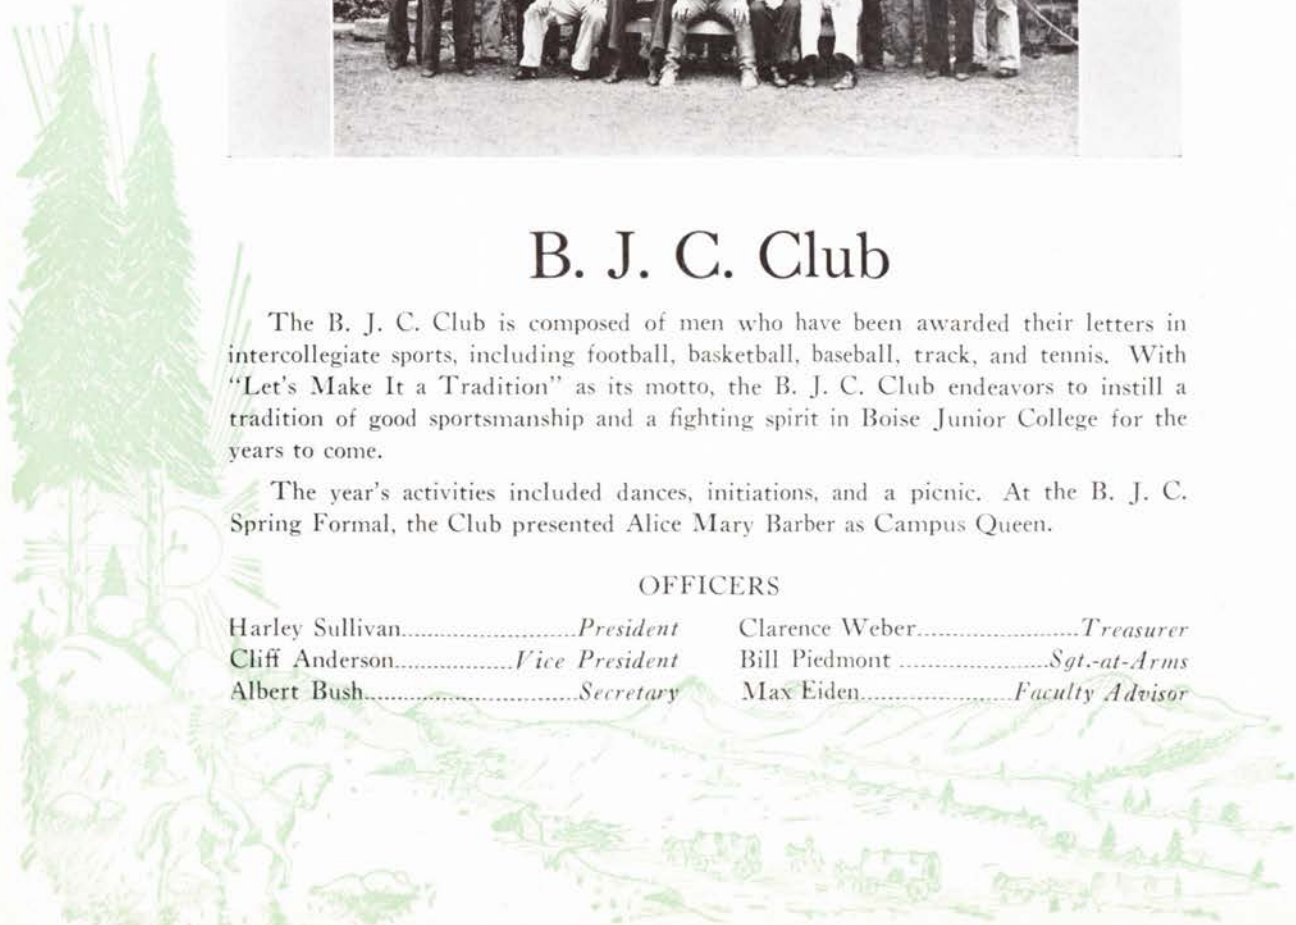 B. J. C. Club
The B. J. C. Club is composed of men who have been awarded their letters in
intercollegiate sports, including football, basketball, baseball, track, and tennis. With
“Let's Make It a Tradition” as its motto, the B. J. C. Club endeavors to instill a
tradition of good sportsmanship and a fighting spirit in Boise Junior College for the
years to come.
The year's activities included dances, initiations, and a picnic. At the B. J. C.
Spring Formal, the Club presented Alice Mary Barber as Campus Queen.
OFFICERS
Harley Sullivan..........................President
Cliff Anderson.................Vice President
Albert Bush................................Secretary
Clarence Weber........................Treasurer
Bill Piedmont ......................Sgt.-at-Arms
Max Eiden.......................Faculty Advisor